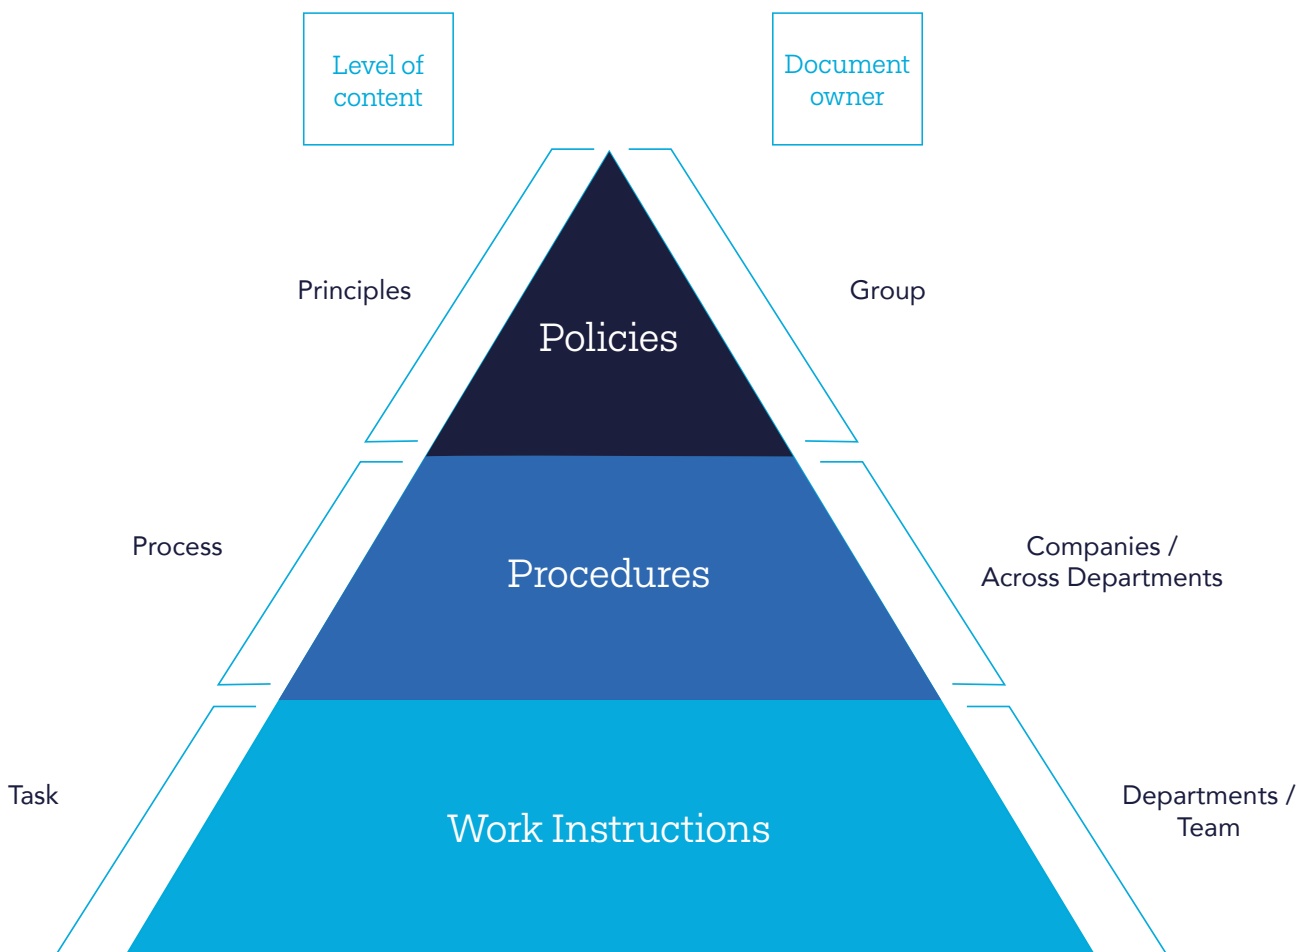 Level of
content
Document
owner
Principles
Policies
Group
Process
Procedures
Companies /
Across Departments
Task
Work Instructions
Departments /
Team